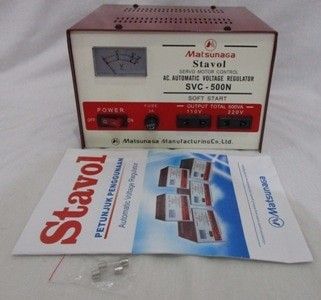 Matsunaga
Stavol
SERVO MOTOR CONTROL
AC. AUTOMATIC VOLTAGE REGULATOR
SVC - 500N
SOFT START
POWER
FUSE
OUTPUT TOTAL 500VA
OFF
ON
110V
220V
Matsunaga Manufacturing Co.,Ltd.
Stavol
PETUNJUK PENGGUNAAN
Automatic Voltage Regulator
Matsunaga